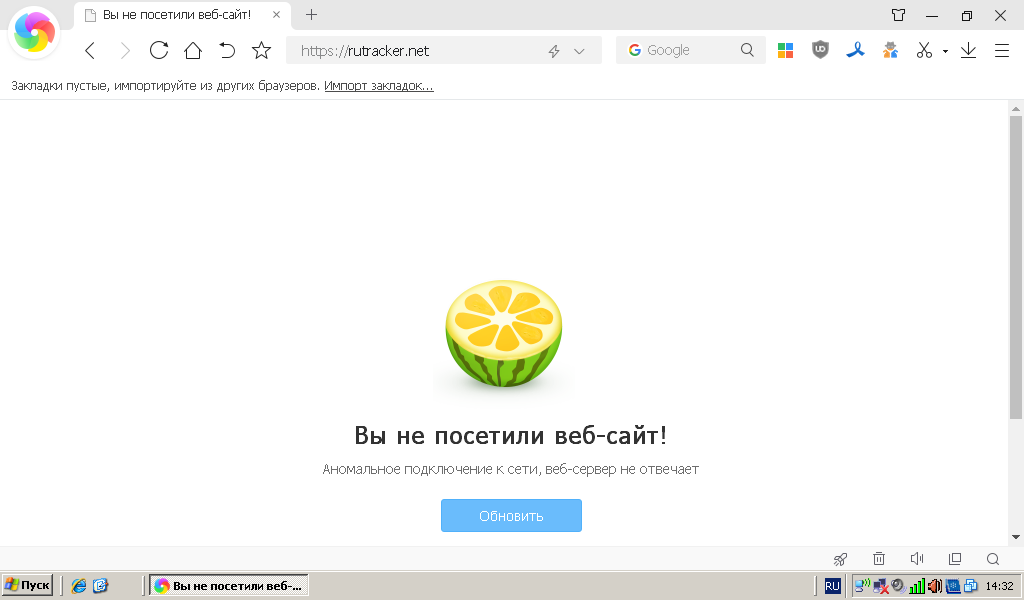 Вы не посетили веб-сайт!
https://rutracker.net
Google
UD
Закладки пустые, импортируйте из других браузеров. Импорт закладок...
Вы не посетили веб-сайт!
Аномальное подключение к сети, веб-сервер не отвечает
Обновить
Пуск
Вы не посетили веб-...
RU
14:32